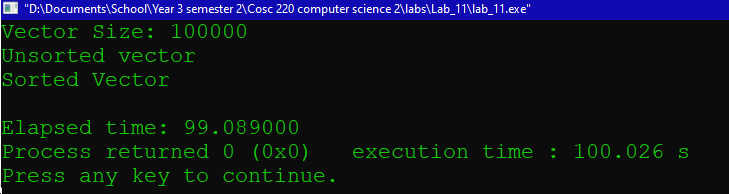 "D:\Documents\School\Year 3 semester 2\Cosc 220 computer science 2\labs\Lab_11\lab_11.exe"
Vector Size: 100000
Unsorted vector
Sorted Vector
Elapsed time: 99.089000
Process returned 0 (0x0)   execution time : 100.026 s
Press any key to continue.